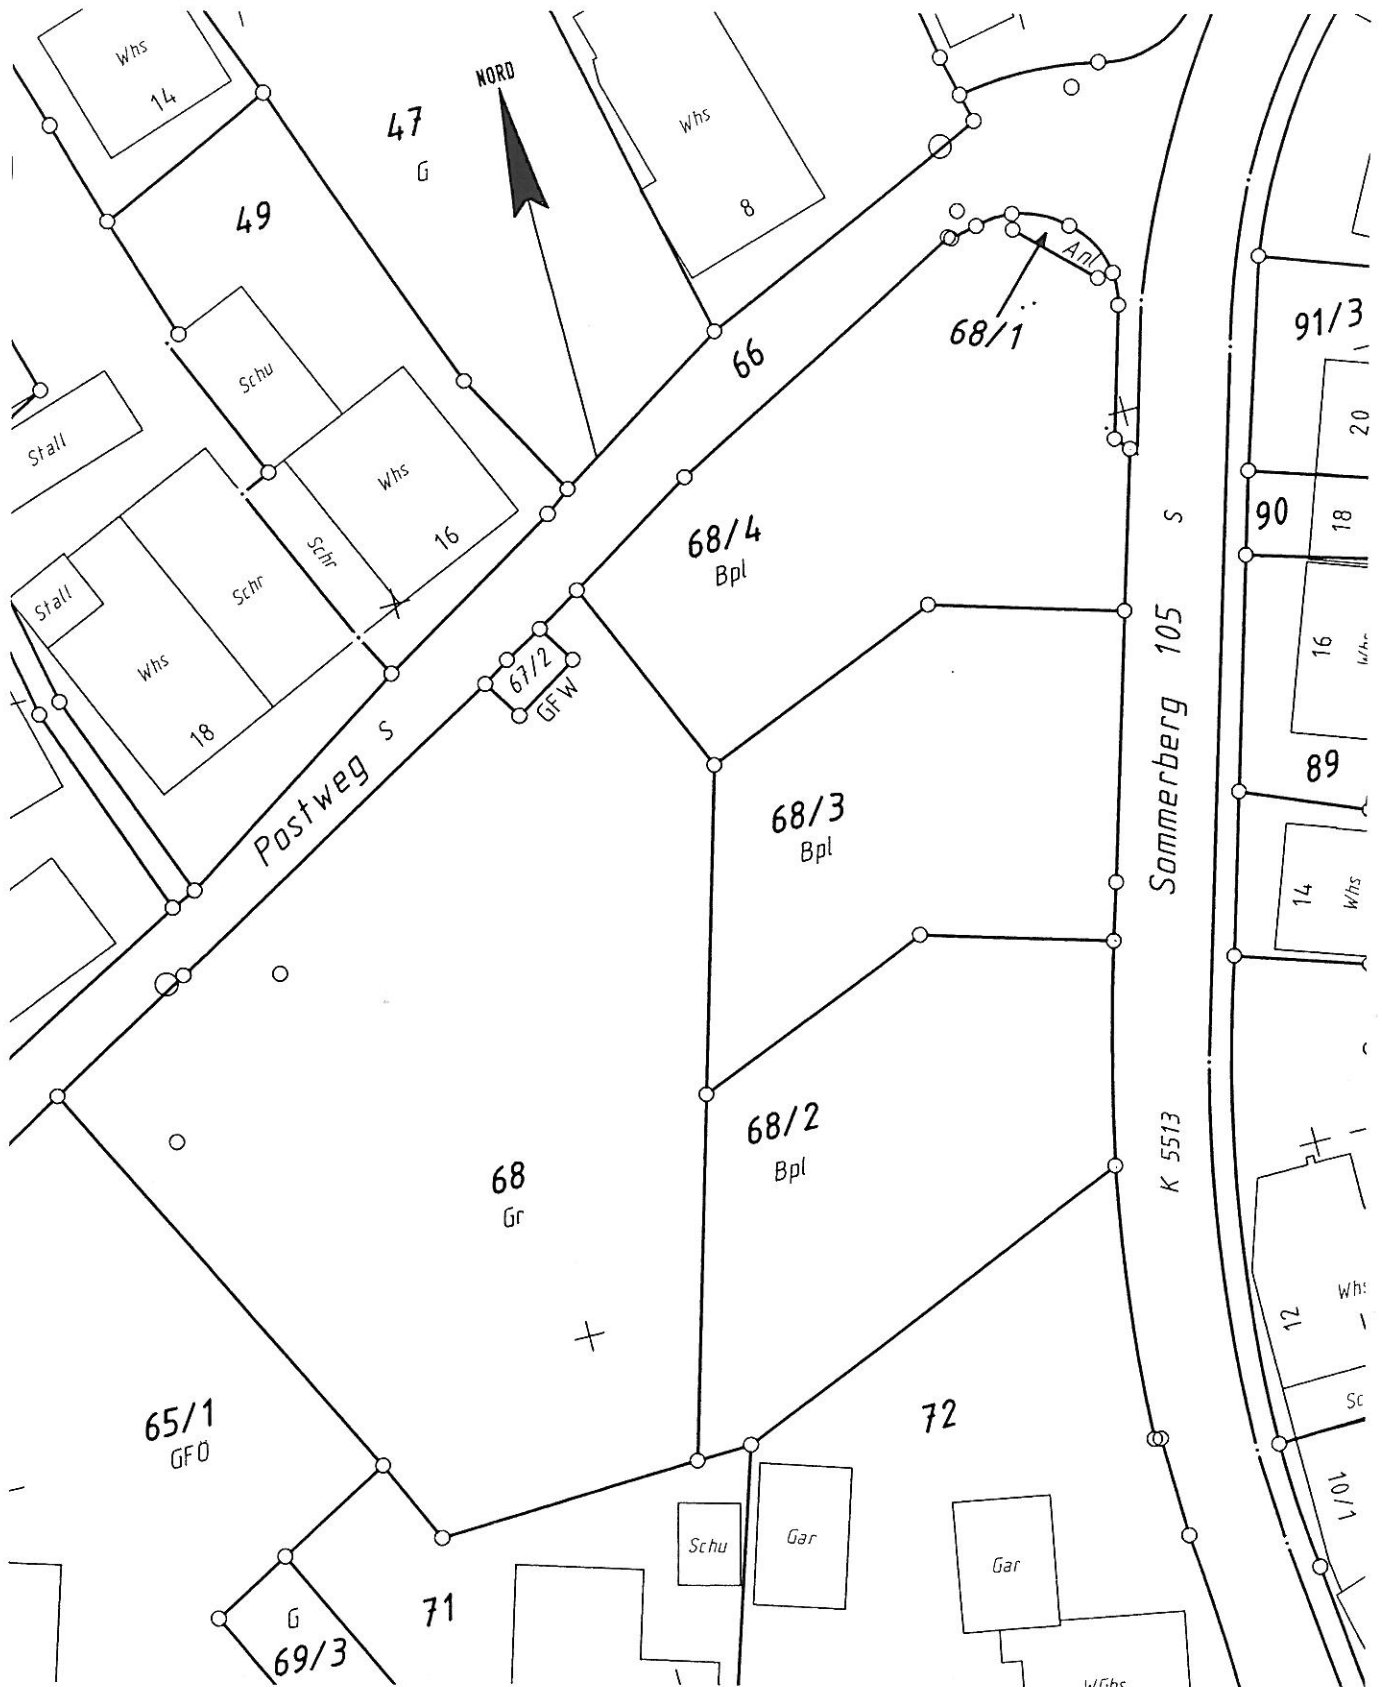 Whs
14
NORD
47
G
Whs
8
49
Anl
68/1
91/3
66
Schu
Stall
Whs
16
Schr
20
68/4
Bpl
S
90
18
Stall
Schr
Whs
18
67/2
GFW
Sommerberg 105
16
Postweg S
89
68/3
Bpl
14
Whs
68/2
Bpl
K 5513
68
Gr
12
65/1
GFÖ
72
10/1
Schu
Gar
Gar
G
69/3
71